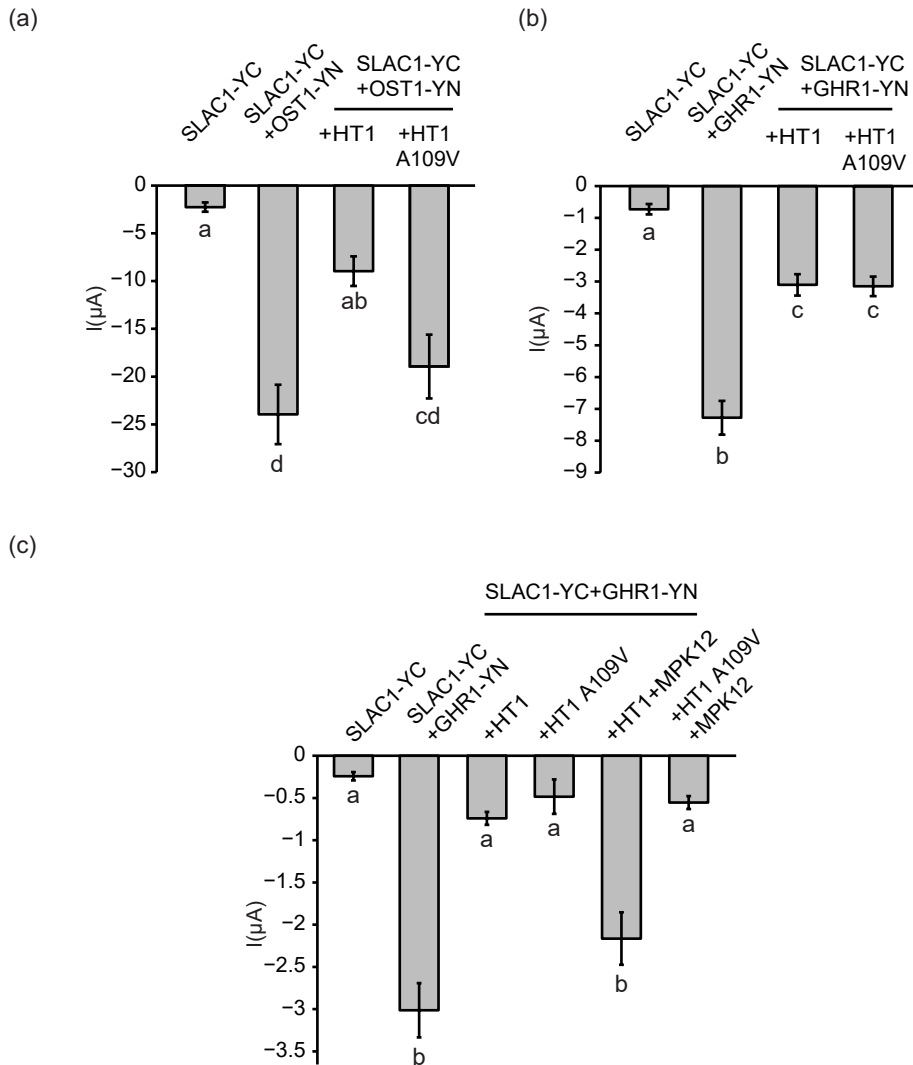 (a)
SLAC1-YC
SLAC1-YC
+OST1-YN
SLAC1-YC
+OST1-YN
+HT1
+HT1
A109V
0
−5
−10
−15
−20
−25
−30
I(µA)
a
d
ab
cd
(b)
SLAC1-YC
SLAC1-YC
+GHR1-YN
SLAC1-YC
+GHR1-YN
+HT1
+HT1
A109V
0
−1
−2
−3
−4
−5
−6
−7
−8
−9
I(µA)
a
b
c
c
(c)
SLAC1-YC+GHR1-YN
SLAC1-YC
SLAC1-YC
+GHR1-YN
+HT1
+HT1 A109V
+HT1+MPK12
+HT1 A109V
+MPK12
0
−0.5
−1
−1.5
−2
−2.5
−3
−3.5
I(µA)
a
b
a
a
b
a